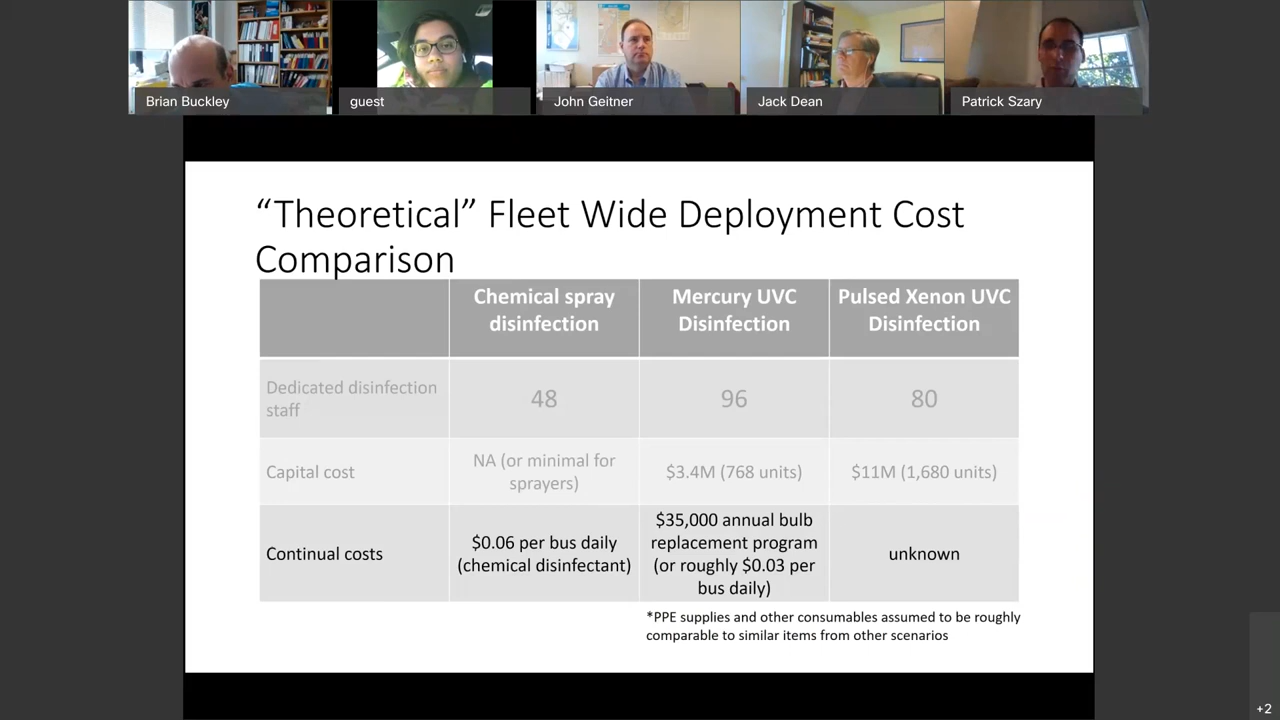 Brian Buckley
guest
John Geitner
Jack Dean
Patrick Szary
“Theoretical” Fleet Wide Deployment Cost
Comparison
Chemical spray
disinfection
Mercury UVC
Disinfection
Pulsed Xenon UVC
Disinfection
Dedicated disinfection
staff
48
96
80
Capital cost
NA (or minimal for
sprayers)
$3.4M (768 units)
$11M (1,680 units)
Continual costs
$0.06 per bus daily
(chemical disinfectant)
$35,000 annual bulb
replacement program
(or roughly $0.03 per
bus daily)
unknown
*PPE supplies and other consumables assumed to be roughly
comparable to similar items from other scenarios
+2